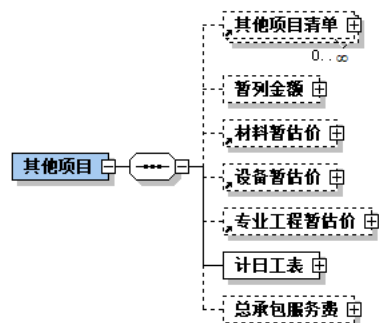 其他项目清单
0..∞
暂列金额
材料暂估价
其他项目
设备暂估价
专业工程暂估价
计日工表
总承包服务费